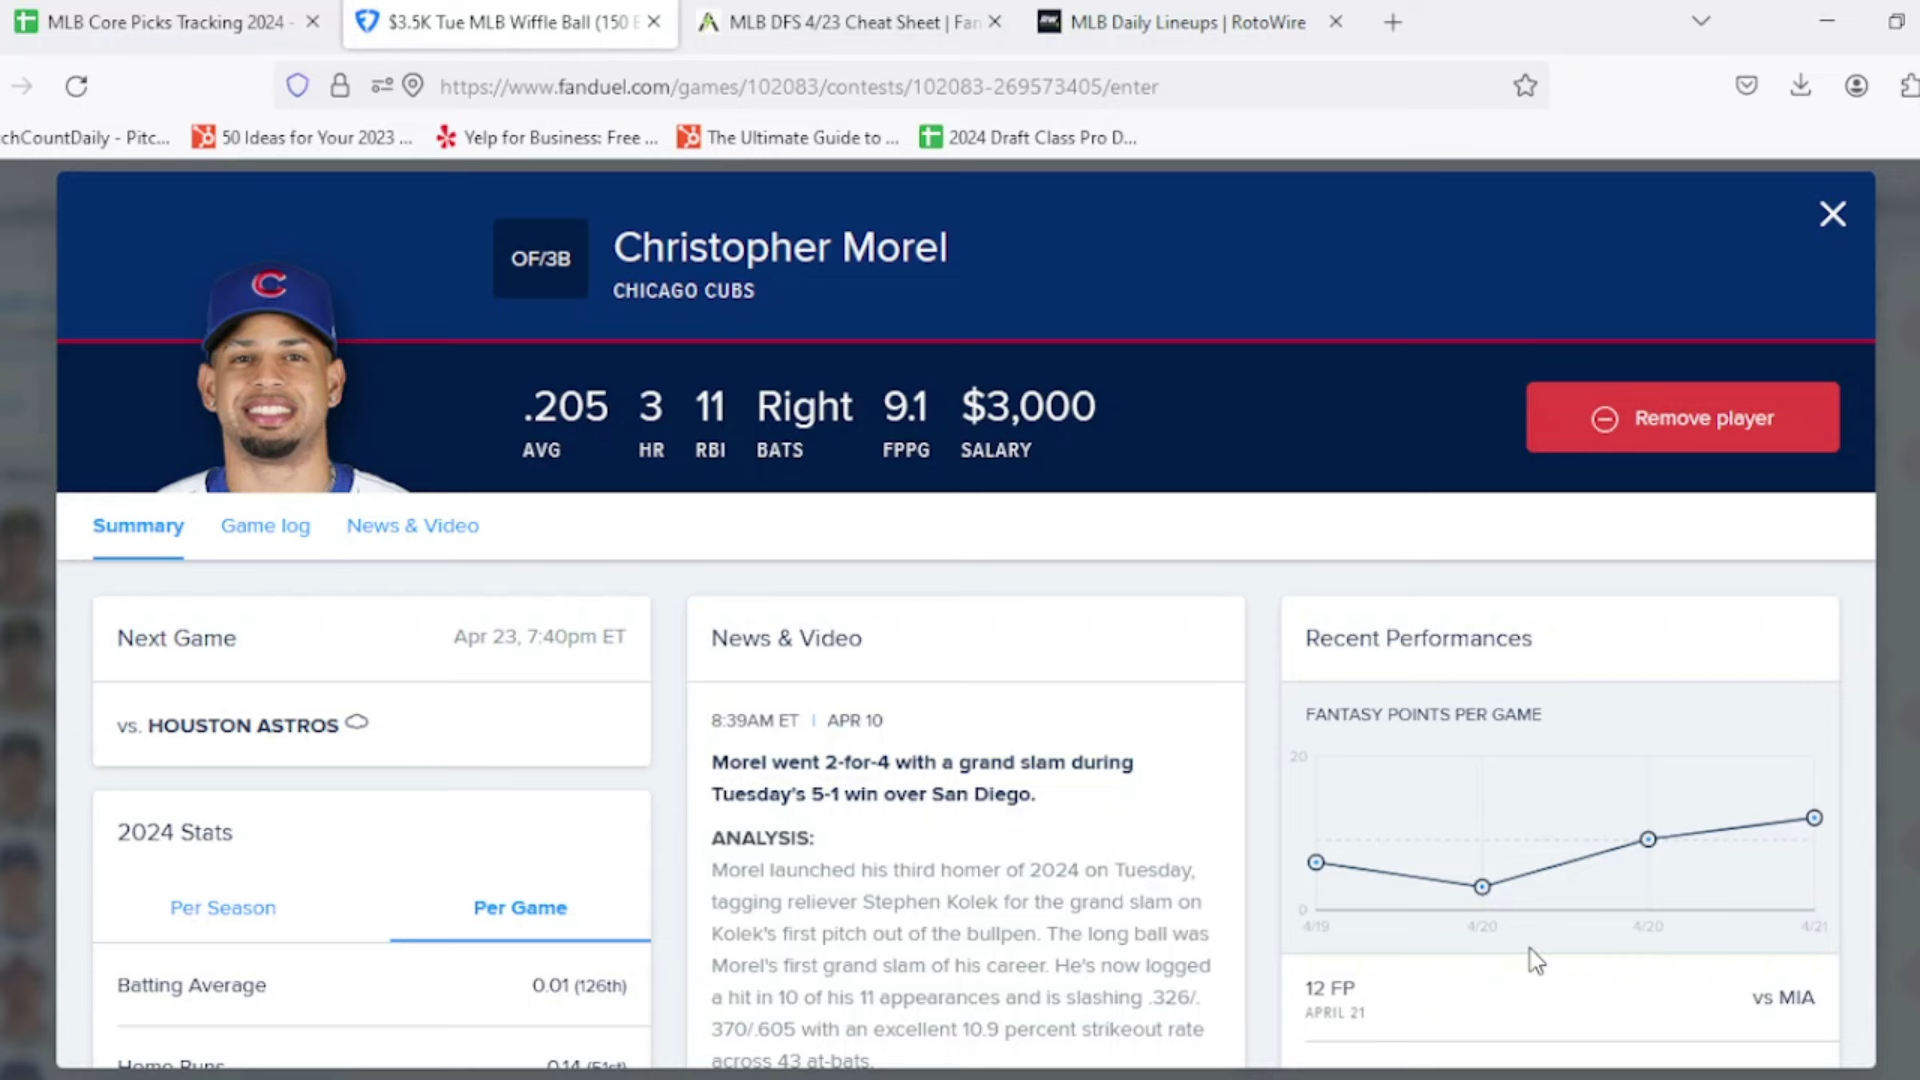 MLB Core Picks Tracking 2024 -
$3.5K Tue MLB Wiffle Ball (150 E
MLB DFS 4/23 Cheat Sheet | Fan
MLB Daily Lineups | RotoWire
https://www.fanduel.com/games/102083/contests/102083-269573405/enter
chCountDaily - Pitc...
50 Ideas for Your 2023 ...
Yelp for Business: Free ...
The Ultimate Guide to ...
2024 Draft Class Pro D...
OF/3B
Christopher Morel
CHICAGO CUBS
C
.205 3 11 Right 9.1 $3,000
AVG HR RBI BATS FPPG SALARY
Remove player
Summary Game log News & Video
Next Game Apr 23, 7:40pm ET
vs. HOUSTON ASTROS
2024 Stats
Per Season Per Game
Batting Average 0.01 (126th)
Home Runs 0.14 (51st)
News & Video
8:39AM ET | APR 10
Morel went 2-for-4 with a grand slam during
Tuesday's 5-1 win over San Diego.
ANALYSIS:
Morel launched his third homer of 2024 on Tuesday,
tagging reliever Stephen Kolek for the grand slam on
Kolek's first pitch out of the bullpen. The long ball was
Morel's first grand slam of his career. He's now logged
a hit in 10 of his 11 appearances and is slashing .326/.
370/.605 with an excellent 10.9 percent strikeout rate
across 43 at-bats.
Recent Performances
FANTASY POINTS PER GAME
20
0
4/19 4/20 4/20 4/21
12 FP vs MIA
APRIL 21